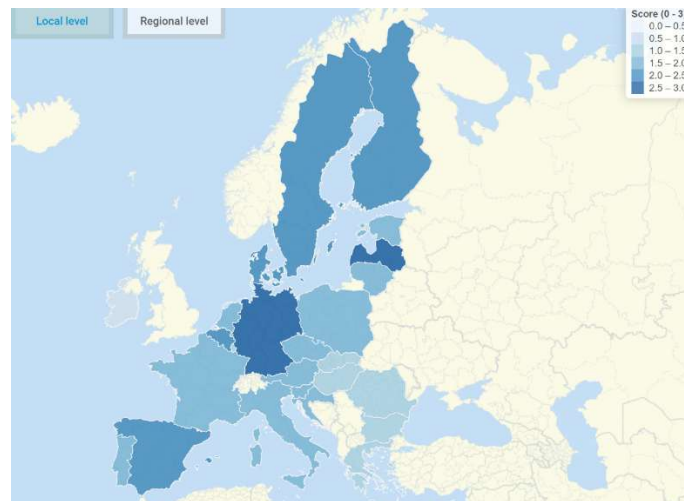 Local level
Regional level
Score (0 - 3
0.0 – 0.5
0.5 – 1.0
1.0 – 1.5
1.5 – 2.0
2.0 – 2.5
2.5 – 3.0